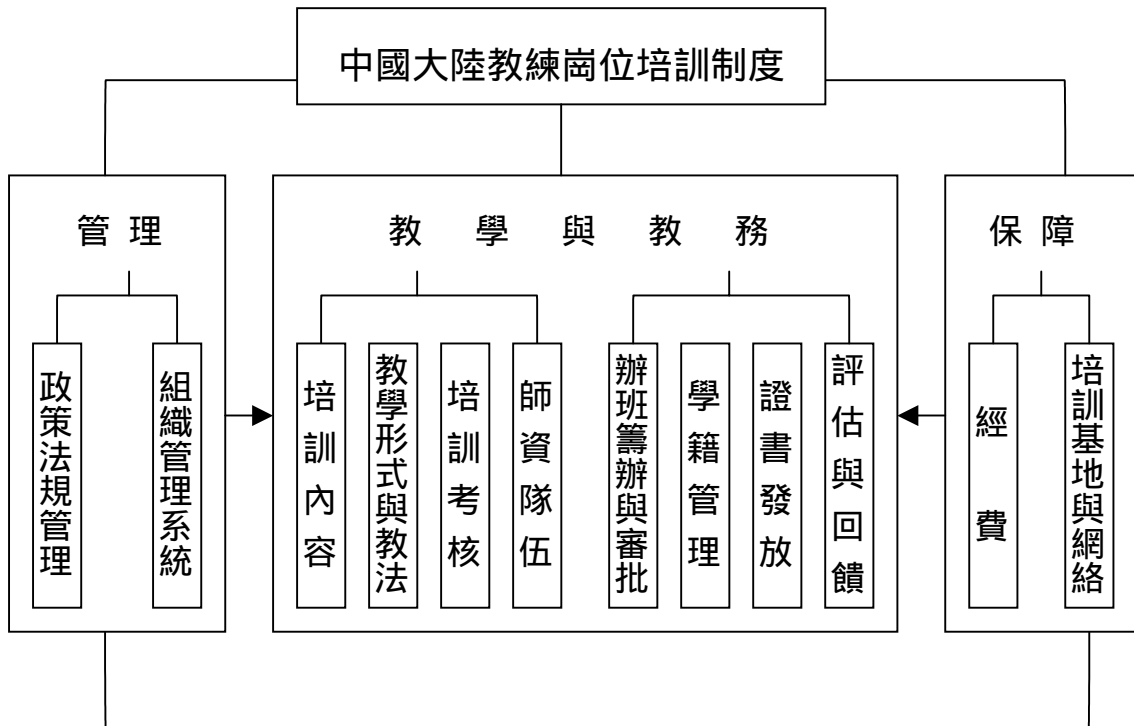 中國大陸教練崗位培訓制度
管理
教學與教務
保障
政策法規管理
組織管理系統
培訓內容
教學形式與教法
培訓考核
師資隊伍
辦班籌辦與審批
學籍管理
證書發放
評估與回饋
經費
培訓基地與網絡